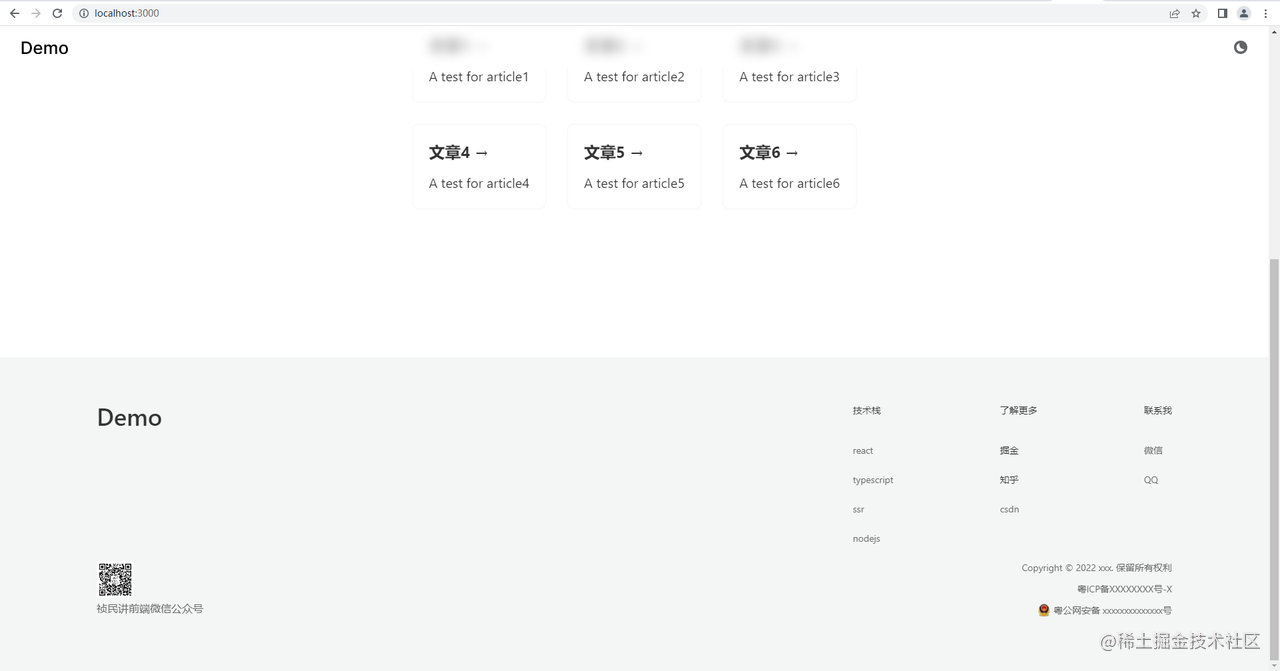 localhost:3000
Demo
A test for article1
A test for article2
A test for article3
文章4 →
文章5 →
文章6 →
A test for article4
A test for article5
A test for article6
Demo
技术栈
了解更多
联系我
react
掘金
微信
typescript
知乎
QQ
ssr
csdn
nodejs
Copyright © 2022 xxx. 保留所有权利
粤ICP备XXXXXXXX号-X
祯民讲前端微信公众号
粤公网安备 xxxxxxxxxxxxx号
@稀土掘金技术社区